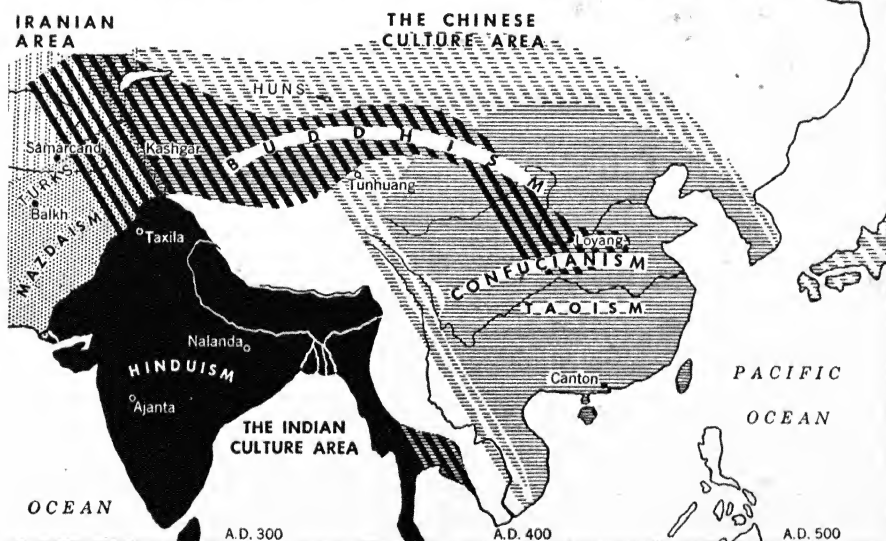 IRANIAN
AREA
THE CHINESE
CULTURE AREA
HUNS
BUDDHISM
Samarcand
Kashgar
TURKS
Tunhuang
Balkh
MAZDAISM
Taxila
Loyang
CONFUCIANISM
TAOISM
Nalanda
HINDUISM
Canton
PACIFIC
OCEAN
Ajanta
THE INDIAN
CULTURE AREA
OCEAN
A.D. 300
A.D. 400
A.D. 500